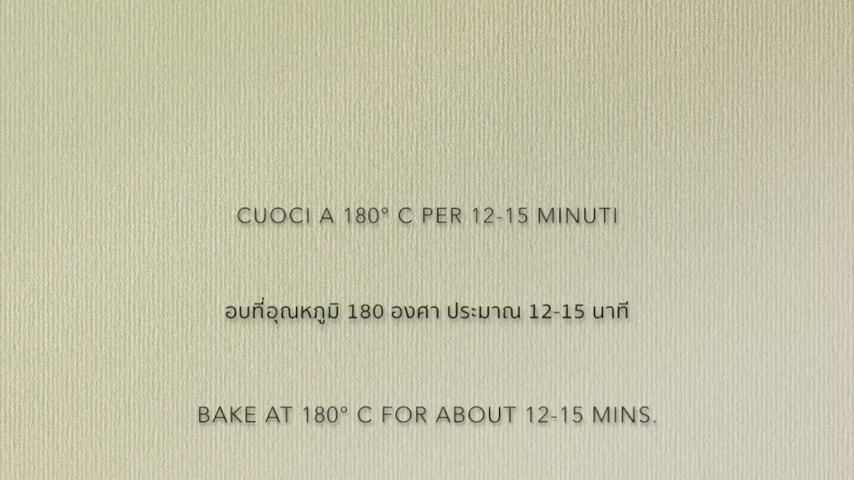 CUOCI A 180° C PER 12-15 MINUTI
อบที่อุณหภูมิ 180 องศา ประมาณ 12-15 นาที
BAKE AT 180° C FOR ABOUT 12-15 MINS.